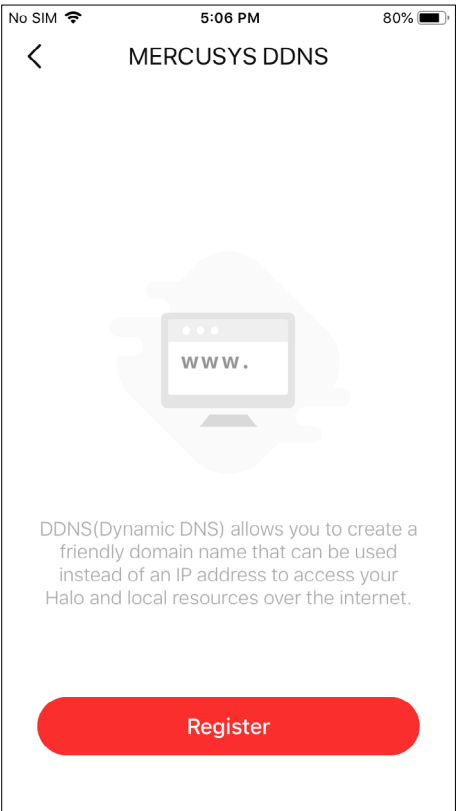 No SIM 5:06 PM 80%
MERCUSYS DDNS
www.
DDNS(Dynamic DNS) allows you to create a
friendly domain name that can be used
instead of an IP address to access your
Halo and local resources over the internet.
Register